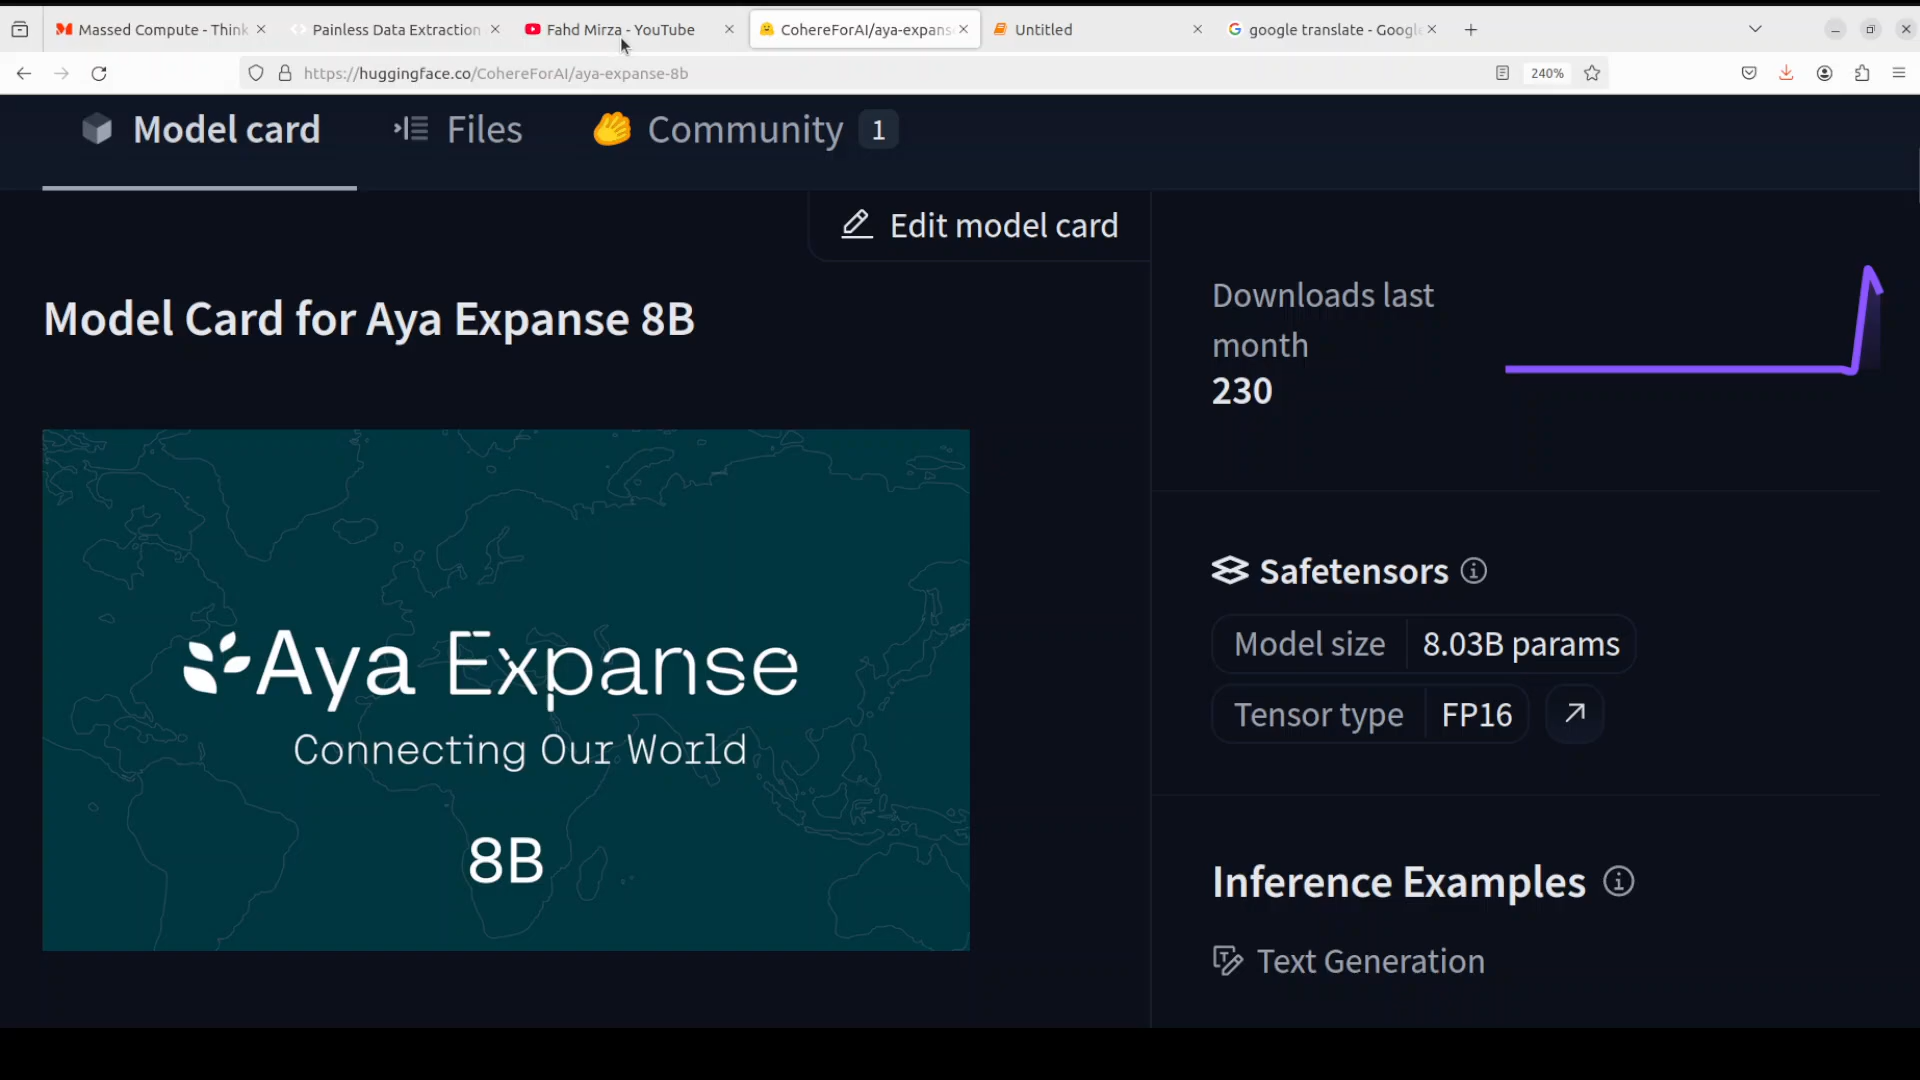 Massed Compute - Think
Painless Data Extraction
Fahd Mirza - YouTube
CohereForAI/aya-expans
Untitled
google translate - Googl
https://huggingface.co/CohereForAI/aya-expanse-8b
240%
Model card
Files
Community 1
Edit model card
Model Card for Aya Expanse 8B
Aya Expanse
Connecting Our World
8B
Downloads last
month
230
Safetensors
Model size 8.03B params
Tensor type FP16
Inference Examples
Text Generation